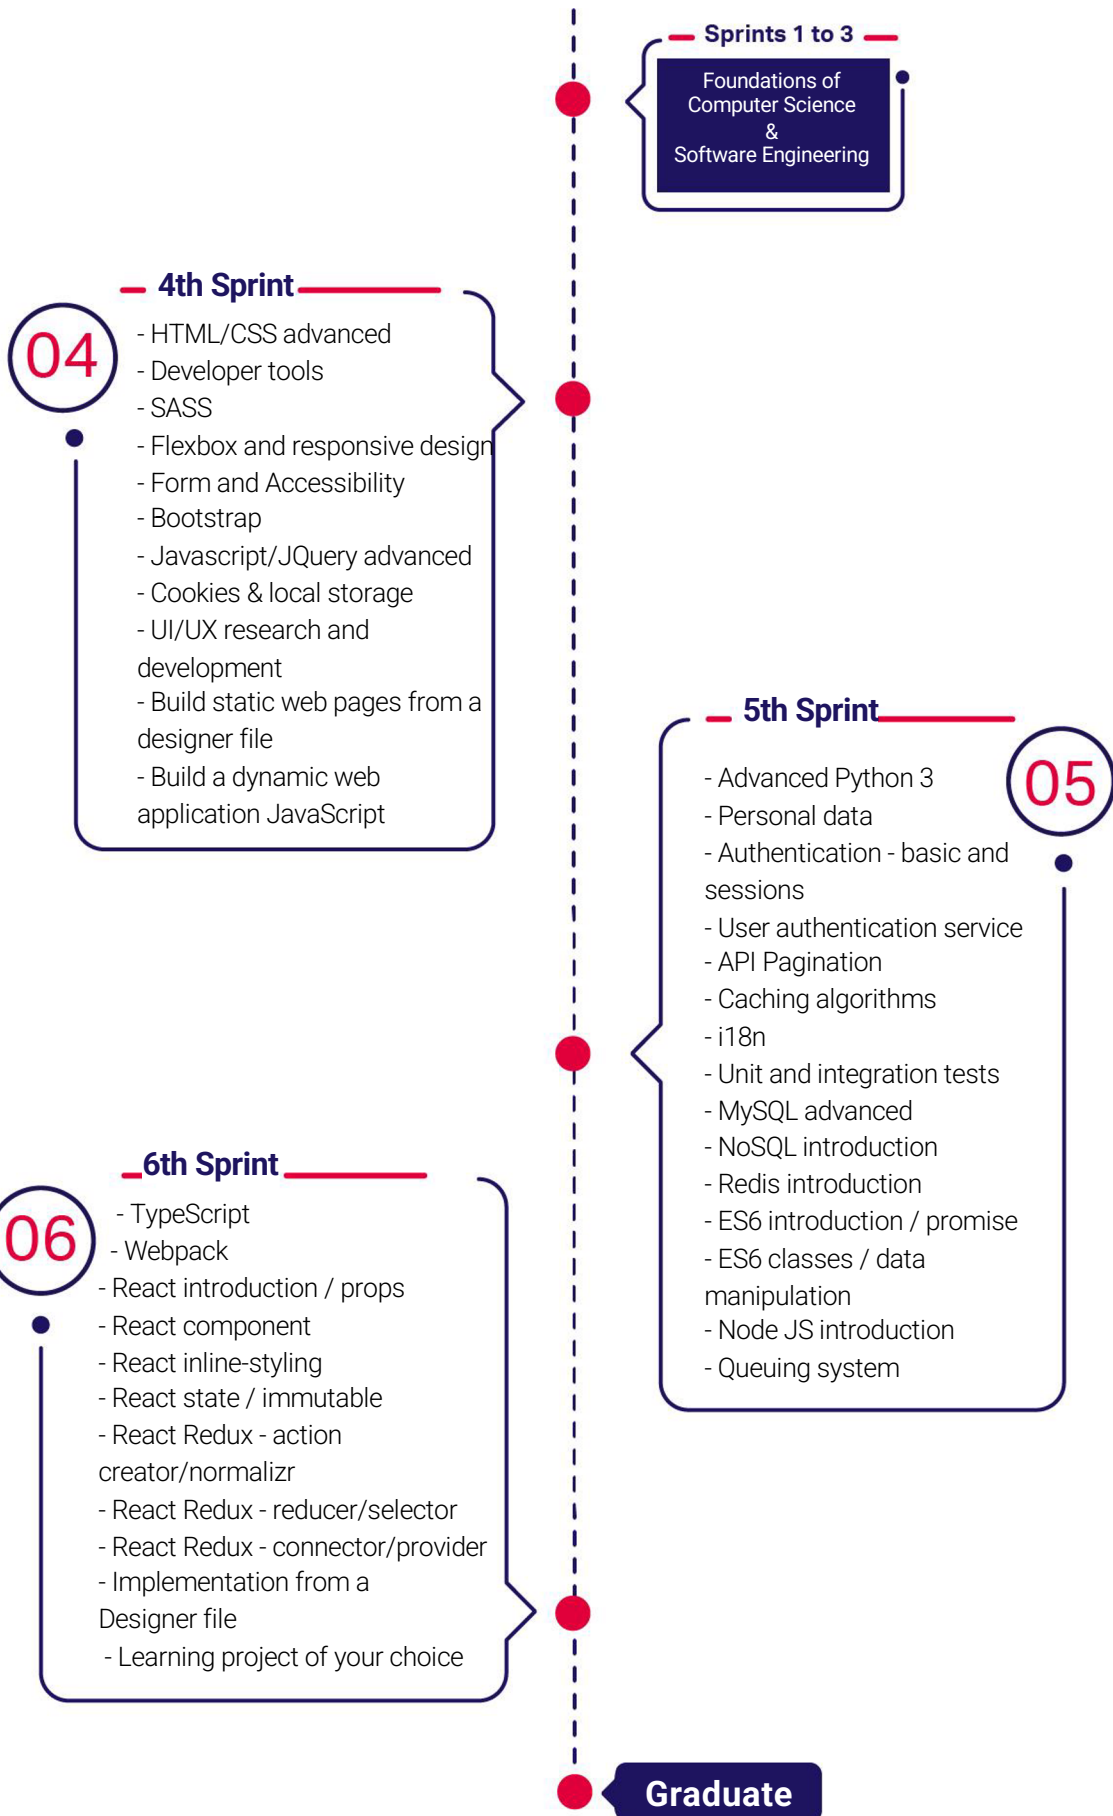 Sprints 1 to 3
Foundations of
Computer Science
&
Software Engineering
4th Sprint
04
- HTML/CSS advanced
- Developer tools
- SASS
- Flexbox and responsive design
- Form and Accessibility
- Bootstrap
- Javascript/JQuery advanced
- Cookies & local storage
- UI/UX research and
development
- Build static web pages from a
designer file
- Build a dynamic web
application JavaScript
5th Sprint
05
- Advanced Python 3
- Personal data
- Authentication - basic and
sessions
- User authentication service
- API Pagination
- Caching algorithms
- i18n
- Unit and integration tests
- MySQL advanced
- NoSQL introduction
- Redis introduction
- ES6 introduction / promise
- ES6 classes / data
manipulation
- Node JS introduction
- Queuing system
6th Sprint
06
- TypeScript
- Webpack
- React introduction / props
- React component
- React inline-styling
- React state / immutable
- React Redux - action
creator/normalizr
- React Redux - reducer/selector
- React Redux - connector/provider
- Implementation from a
Designer file
- Learning project of your choice
Graduate